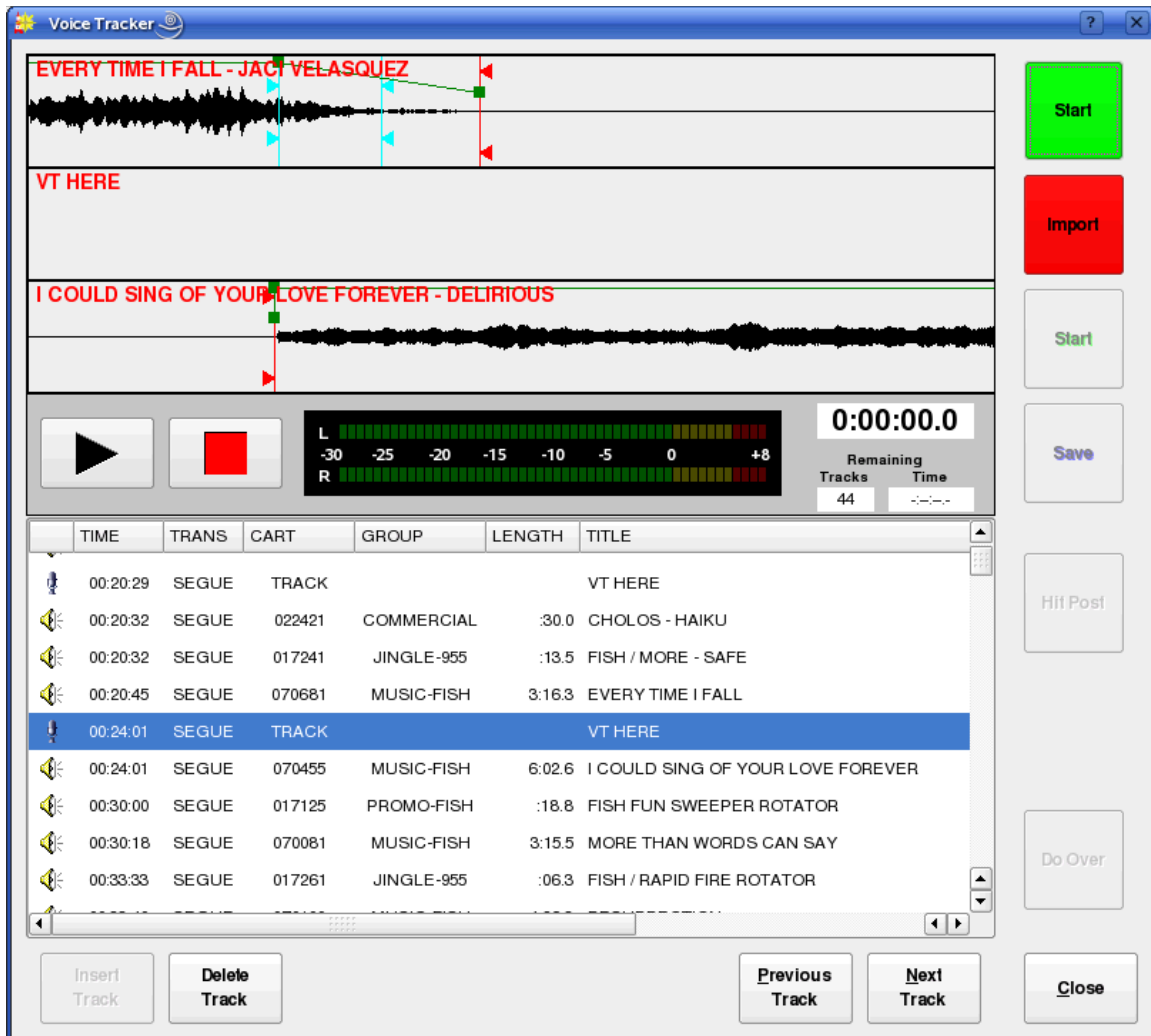 Voice Tracker
?
EVERY TIME I FALL - JACI VELASQUEZ
Start
VT HERE
Import
I COULD SING OF YOUR LOVE FOREVER - DELIRIOUS
Start
L
-30 -25 -20 -15 -10 -5 0 +8
R
0:00:00.0
Remaining
Tracks Time
44 -:--:--.-
Save
TIME TRANS CART GROUP LENGTH TITLE
00:20:29 SEGUE TRACK VT HERE
00:20:32 SEGUE 022421 COMMERCIAL :30.0 CHOLOS - HAIKU
Hit Post
00:20:32 SEGUE 017241 JINGLE-955 :13.5 FISH / MORE - SAFE
00:20:45 SEGUE 070681 MUSIC-FISH 3:16.3 EVERY TIME I FALL
00:24:01 SEGUE TRACK VT HERE
00:24:01 SEGUE 070455 MUSIC-FISH 6:02.6 I COULD SING OF YOUR LOVE FOREVER
00:30:00 SEGUE 017125 PROMO-FISH :18.8 FISH FUN SWEEPER ROTATOR
00:30:18 SEGUE 070081 MUSIC-FISH 3:15.5 MORE THAN WORDS CAN SAY
Do Over
00:33:33 SEGUE 017261 JINGLE-955 :06.3 FISH / RAPID FIRE ROTATOR
Insert Track
Delete Track
Previous Track
Next Track
Close